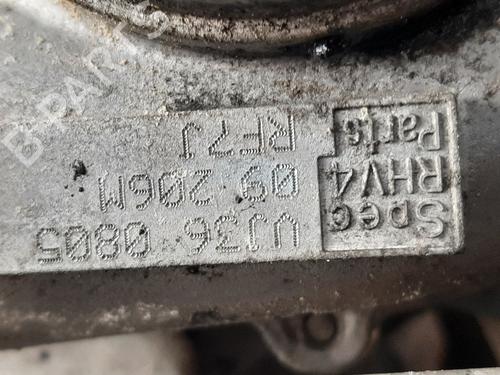 Spec VJ36 0805
RHV4 09 206M
Parts RF7J
B-PARTS